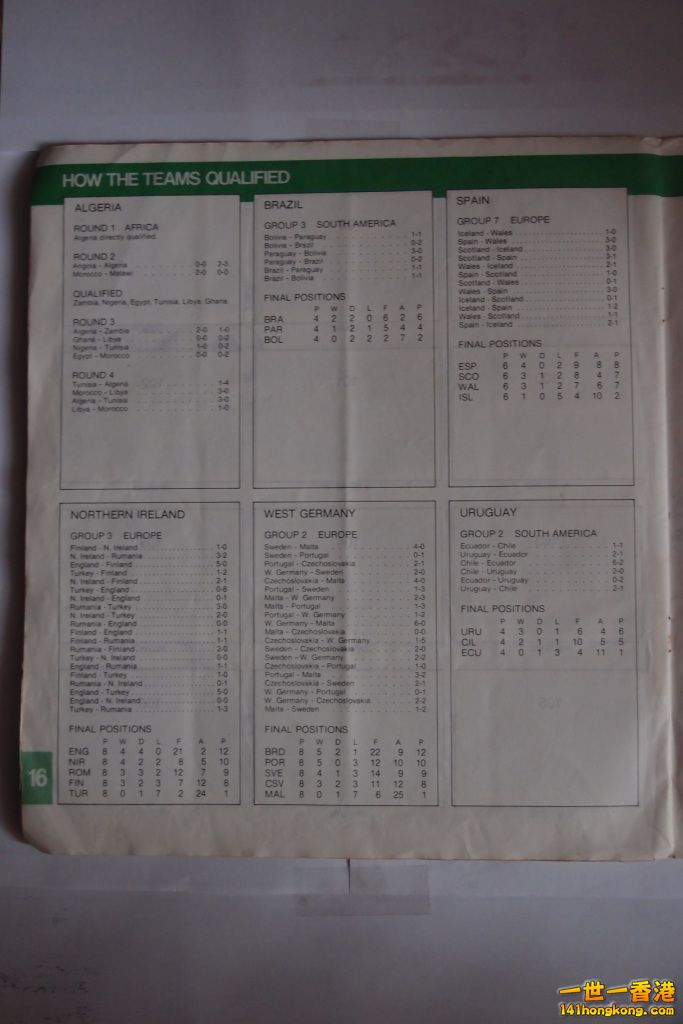 HOW THE TEAMS QUALIFIED
ALGERIA
ROUND 1 AFRICA
Algeria directly qualified.
ROUND 2
Angola - Algeria 0-0 2-3
Morocco - Malawi 2-0 0-0
QUALIFIED
Zambia, Nigeria, Egypt, Tunisia, Libya, Ghana
ROUND 3
Algeria - Zambia 2-0 1-0
Ghana - Libya 0-0 0-2
Nigeria - Tunisia 1-0 0-2
Egypt - Morocco 0-0 0-2
ROUND 4
Tunisia - Algeria 1-4
Morocco - Libya 3-0
Algeria - Tunisia 3-0
Libya - Morocco 1-0
BRAZIL
GROUP 3 SOUTH AMERICA
Bolivia - Paraguay 1-1
Bolivia - Brazil 0-2
Paraguay - Bolivia 3-0
Paraguay - Brazil 0-2
Brazil - Paraguay 1-1
Brazil - Bolivia 1-1
FINAL POSITIONS
P W D L F A P
BRA 4 2 2 0 6 2 6
PAR 4 1 2 1 5 4 4
BOL 4 0 2 2 2 7 2
SPAIN
GROUP 7 EUROPE
Iceland - Wales 1-0
Spain - Wales 3-0
Scotland - Iceland 3-0
Scotland - Spain 3-1
Wales - Iceland 2-1
Spain - Scotland 1-0
Scotland - Wales 0-1
Wales - Spain 3-0
Iceland - Scotland 0-1
Iceland - Spain 1-2
Wales - Scotland 1-1
Spain - Iceland 2-1
FINAL POSITIONS
P W D L F A P
ESP 6 4 0 2 9 8 8
SCO 6 3 1 2 8 4 7
WAL 6 3 1 2 7 6 7
ISL 6 1 0 5 4 10 2
NORTHERN IRELAND
GROUP 3 EUROPE
Finland - N. Ireland 1-0
N. Ireland - Rumania 3-2
England - Finland 5-0
Turkey - Finland 1-2
N. Ireland - Finland 2-1
Turkey - England 0-8
N. Ireland - England 0-1
Rumania - Turkey 3-0
N. Ireland - Turkey 2-0
Rumania - England 0-0
Finland - England 1-1
Finland - Rumania 1-1
Rumania - Finland 2-0
Turkey - N. Ireland 0-0
England - Rumania 1-1
Finland - Turkey 1-0
Rumania - N. Ireland 0-1
England - Turkey 5-0
England - N. Ireland 0-0
Turkey - Rumania 1-3
FINAL POSITIONS
P W D L F A P
ENG 8 4 4 0 21 2 12
NIR 8 4 2 2 8 5 10
ROM 8 3 3 2 12 7 9
FIN 8 3 2 3 7 12 8
TUR 8 0 1 7 2 24 1
WEST GERMANY
GROUP 2 EUROPE
Sweden - Malta 4-0
Sweden - Portugal 0-1
Portugal - Czechoslovakia 2-1
W. Germany - Sweden 2-0
Czechoslovakia - Malta 4-0
Portugal - Sweden 1-3
Malta - W. Germany 2-3
Malta - Portugal 1-3
Portugal - W. Germany 1-2
W. Germany - Malta 6-0
Malta - Czechoslovakia 0-0
Czechoslovakia - W. Germany 1-5
Sweden - Czechoslovakia 2-0
Sweden - W. Germany 2-2
Czechoslovakia - Portugal 1-0
Portugal - Malta 3-2
Czechoslovakia - Sweden 2-1
W. Germany - Portugal 0-1
W. Germany - Czechoslovakia 2-2
Malta - Sweden 1-2
FINAL POSITIONS
P W D L F A P
BRD 8 5 2 1 22 9 12
POR 8 5 0 3 12 10 10
SVE 8 4 1 3 14 9 9
CSV 8 3 2 3 11 12 8
MAL 8 0 1 7 6 25 1
URUGUAY
GROUP 2 SOUTH AMERICA
Ecuador - Chile 1-1
Uruguay - Ecuador 2-1
Chile - Ecuador 6-2
Chile - Uruguay 2-0
Ecuador - Uruguay 0-2
Uruguay - Chile 2-1
FINAL POSITIONS
P W D L F A P
URU 4 3 0 1 6 4 6
CIL 4 2 1 1 10 5 5
ECU 4 0 1 3 4 11 1
16
一世一香港
141hongkong.com